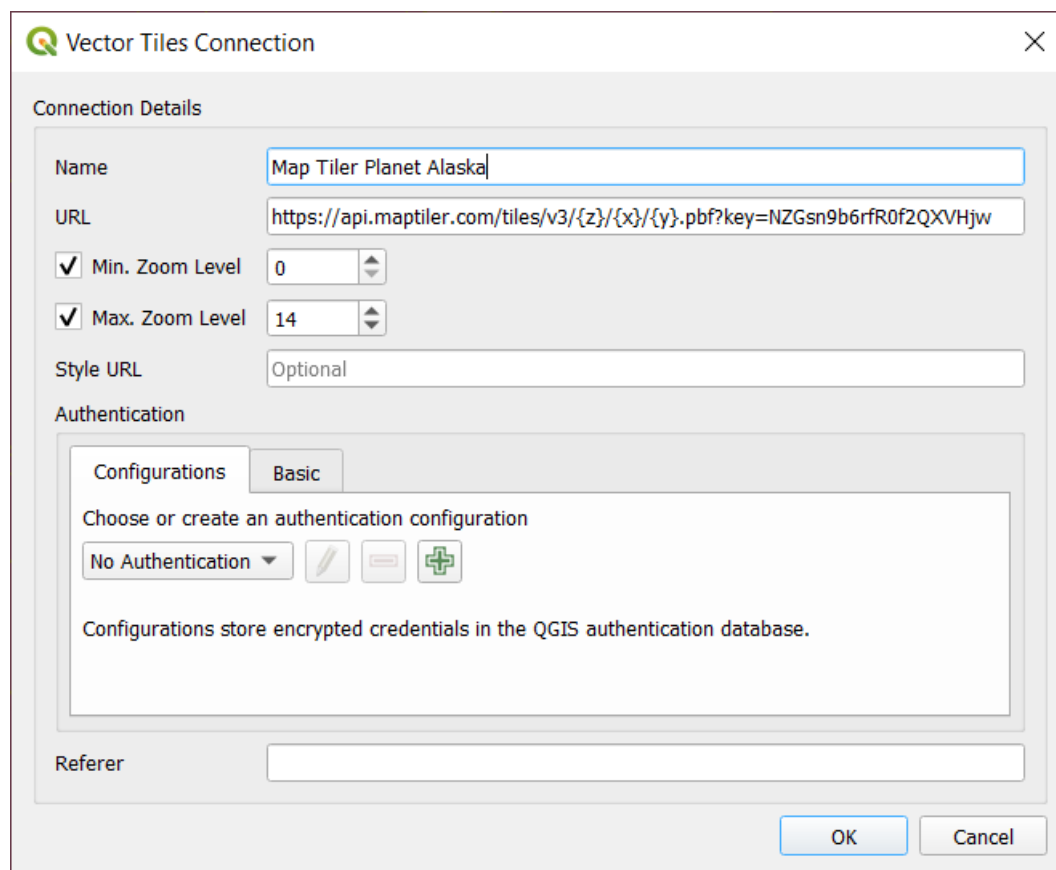 Vector Tiles Connection
Connection Details
Name Map Tiler Planet Alaska
URL https://api.maptiler.com/tiles/v3/{z}/{x}/{y}.pbf?key=NZGsn9b6rfR0f2QXVHjw
Min. Zoom Level 0
Max. Zoom Level 14
Style URL Optional
Authentication
Configurations Basic
Choose or create an authentication configuration
No Authentication
Configurations store encrypted credentials in the QGIS authentication database.
Referer
OK Cancel